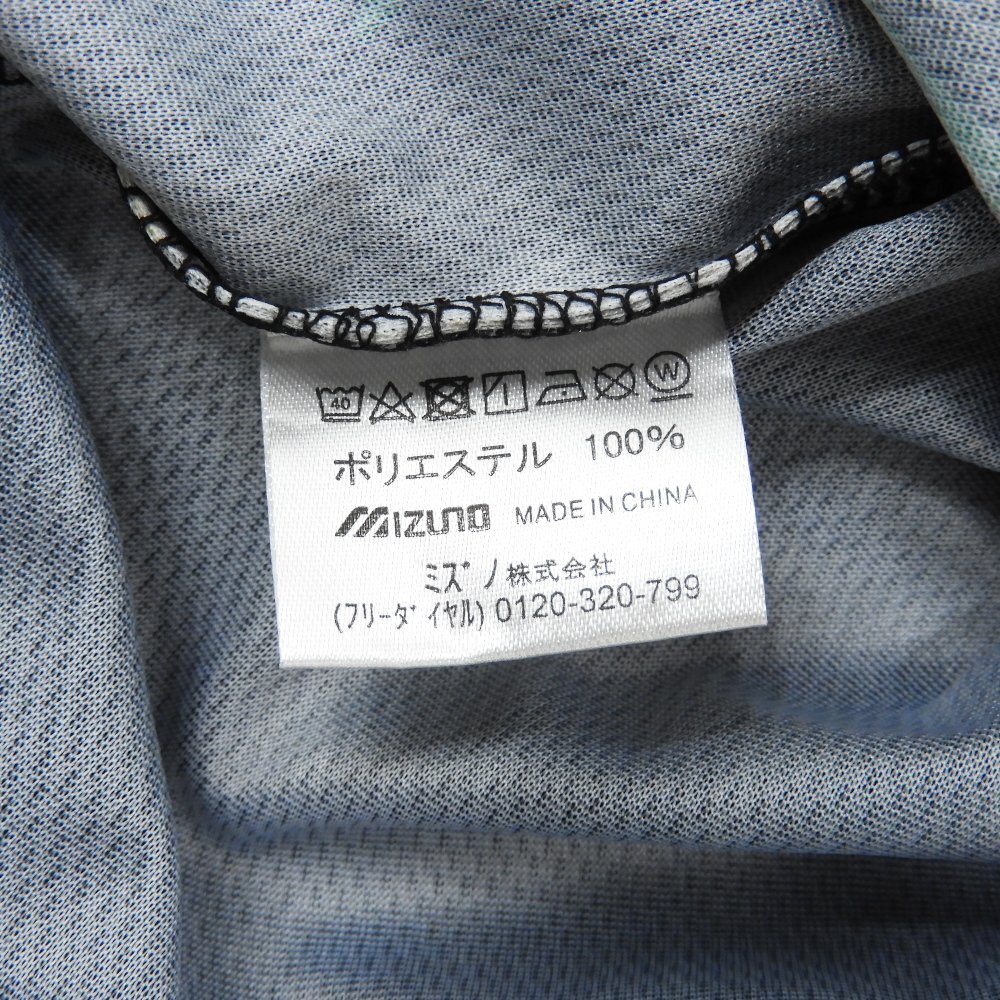 40 W
ポリエステル 100%
MIZUNO MADE IN CHINA
ミズノ株式会社
(フリーダイヤル) 0120-320-799